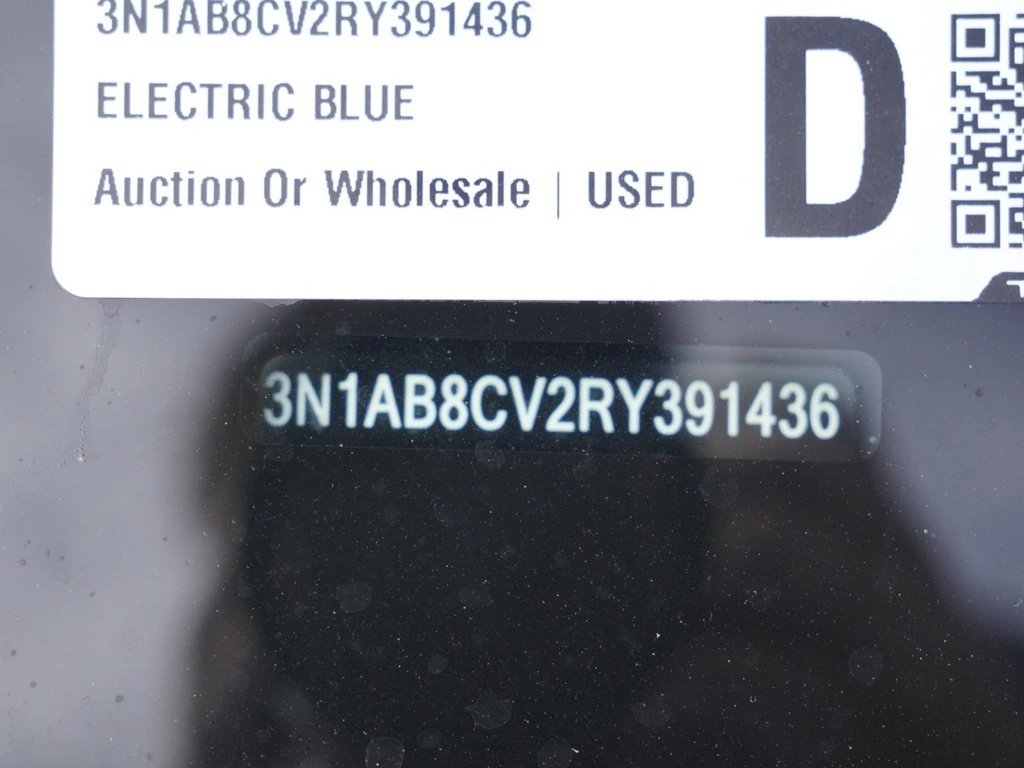 3N1AB8CV2RY391436
ELECTRIC BLUE
Auction Or Wholesale | USED
D
3N1AB8CV2RY391436